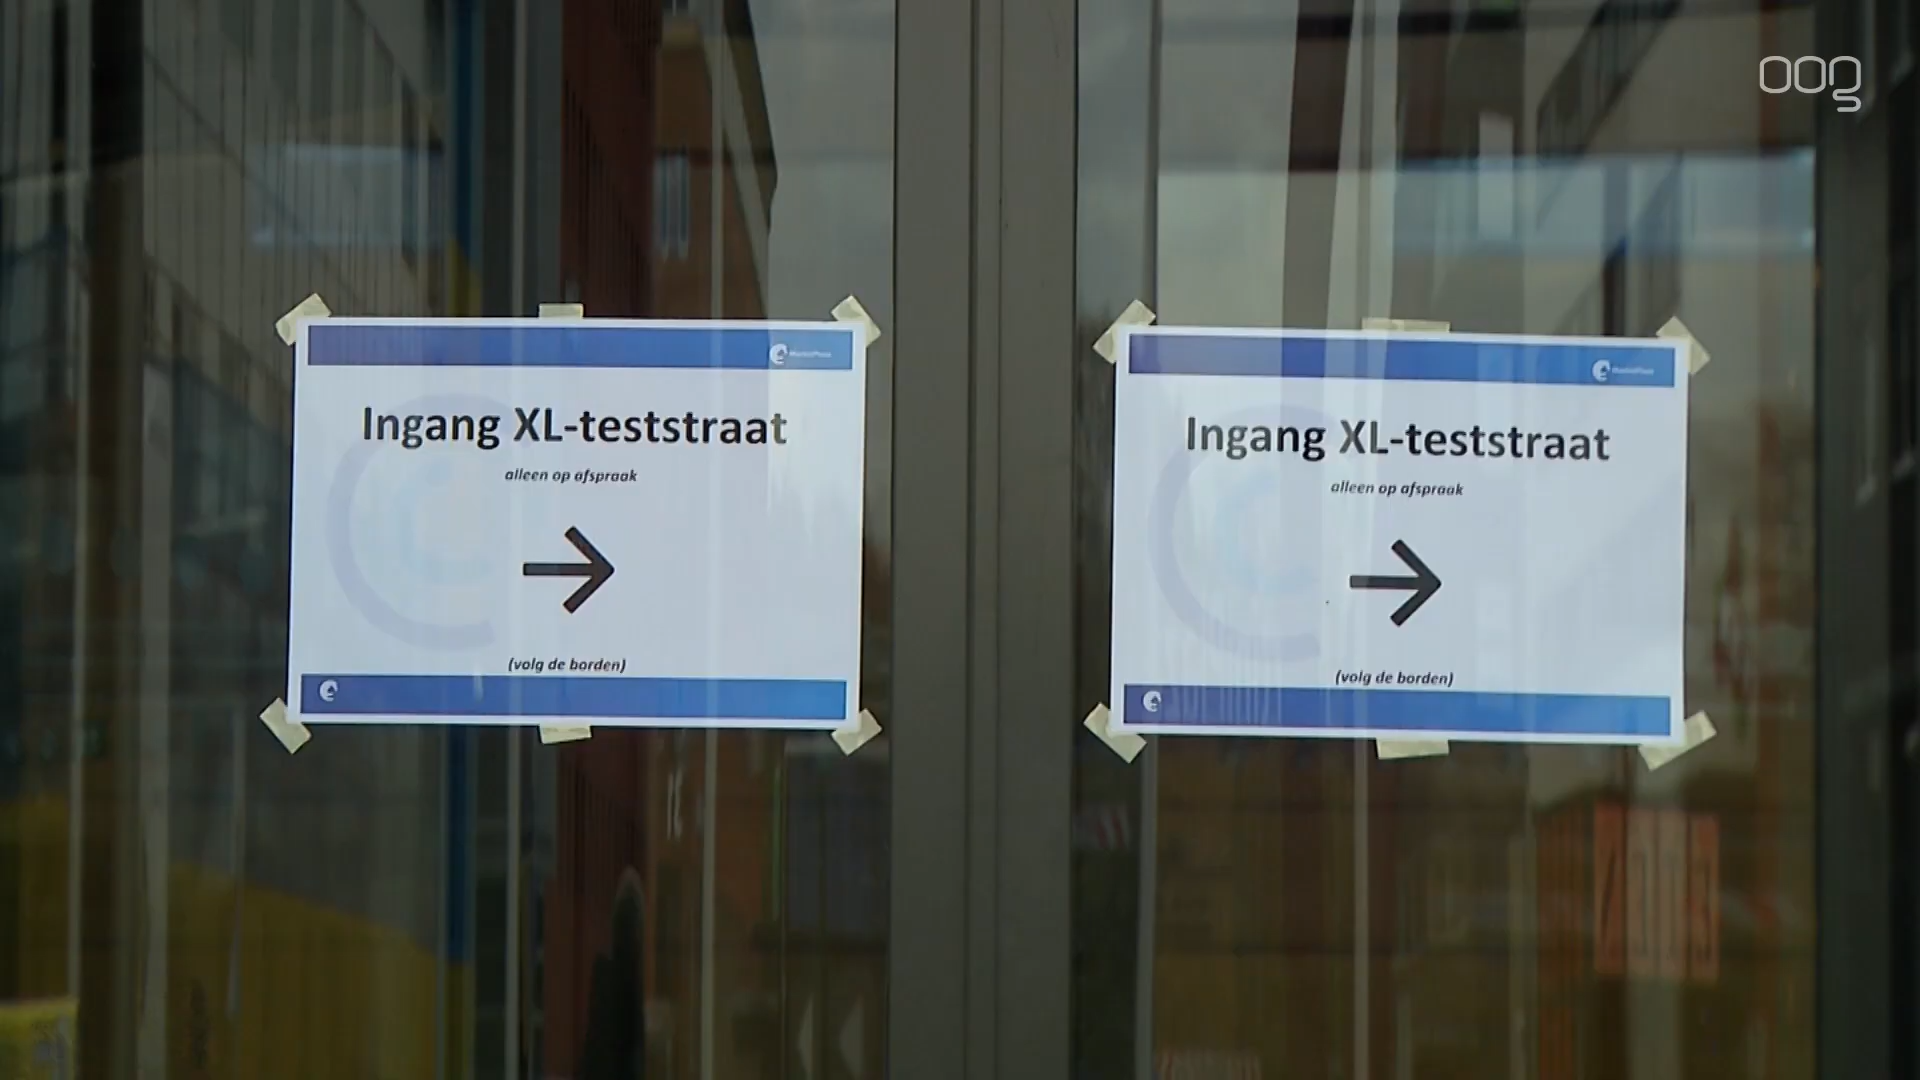 oog
Ingang XL-teststraat
alleen op afspraak
(volg de borden)
MartiniPlaza
Ingang XL-teststraat
alleen op afspraak
(volg de borden)